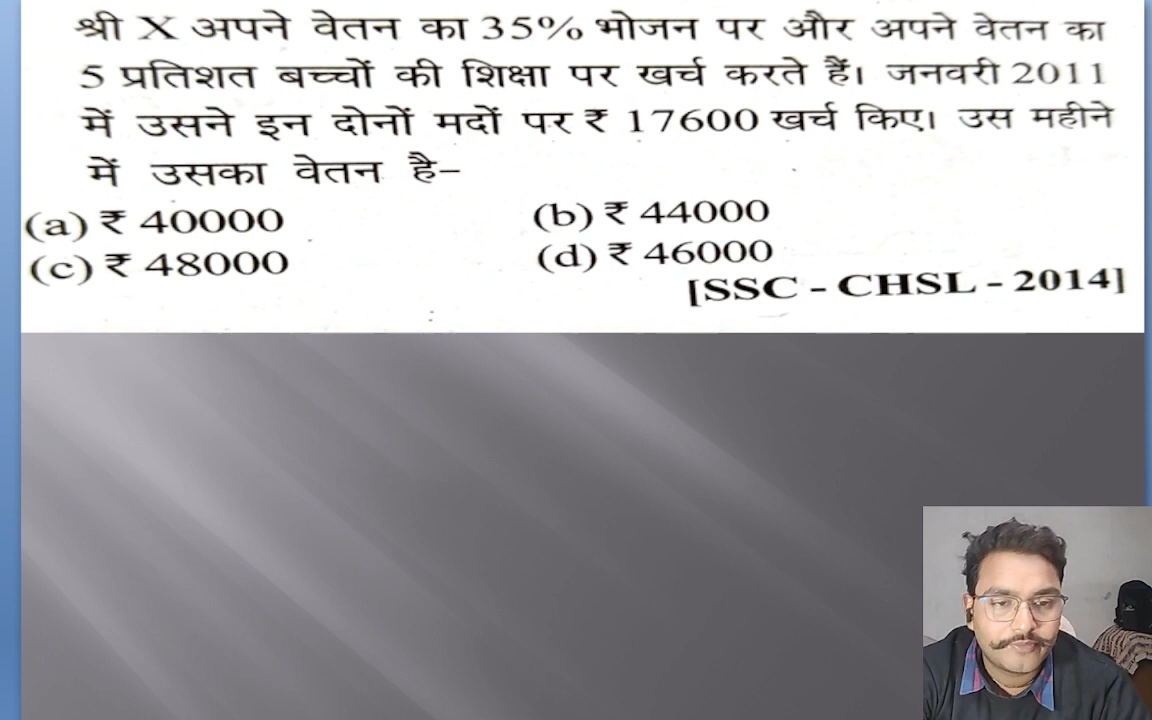 श्री X अपने वेतन का 35% भोजन पर और अपने वेतन का
5 प्रतिशत बच्चों की शिक्षा पर खर्च करते हैं। जनवरी 2011
में उसने इन दोनों मदों पर ₹ 17600 खर्च किए। उस महीने
में उसका वेतन है–
(a) ₹ 40000 (b) ₹ 44000
(c) ₹ 48000 (d) ₹ 46000
[SSC - CHSL - 2014]